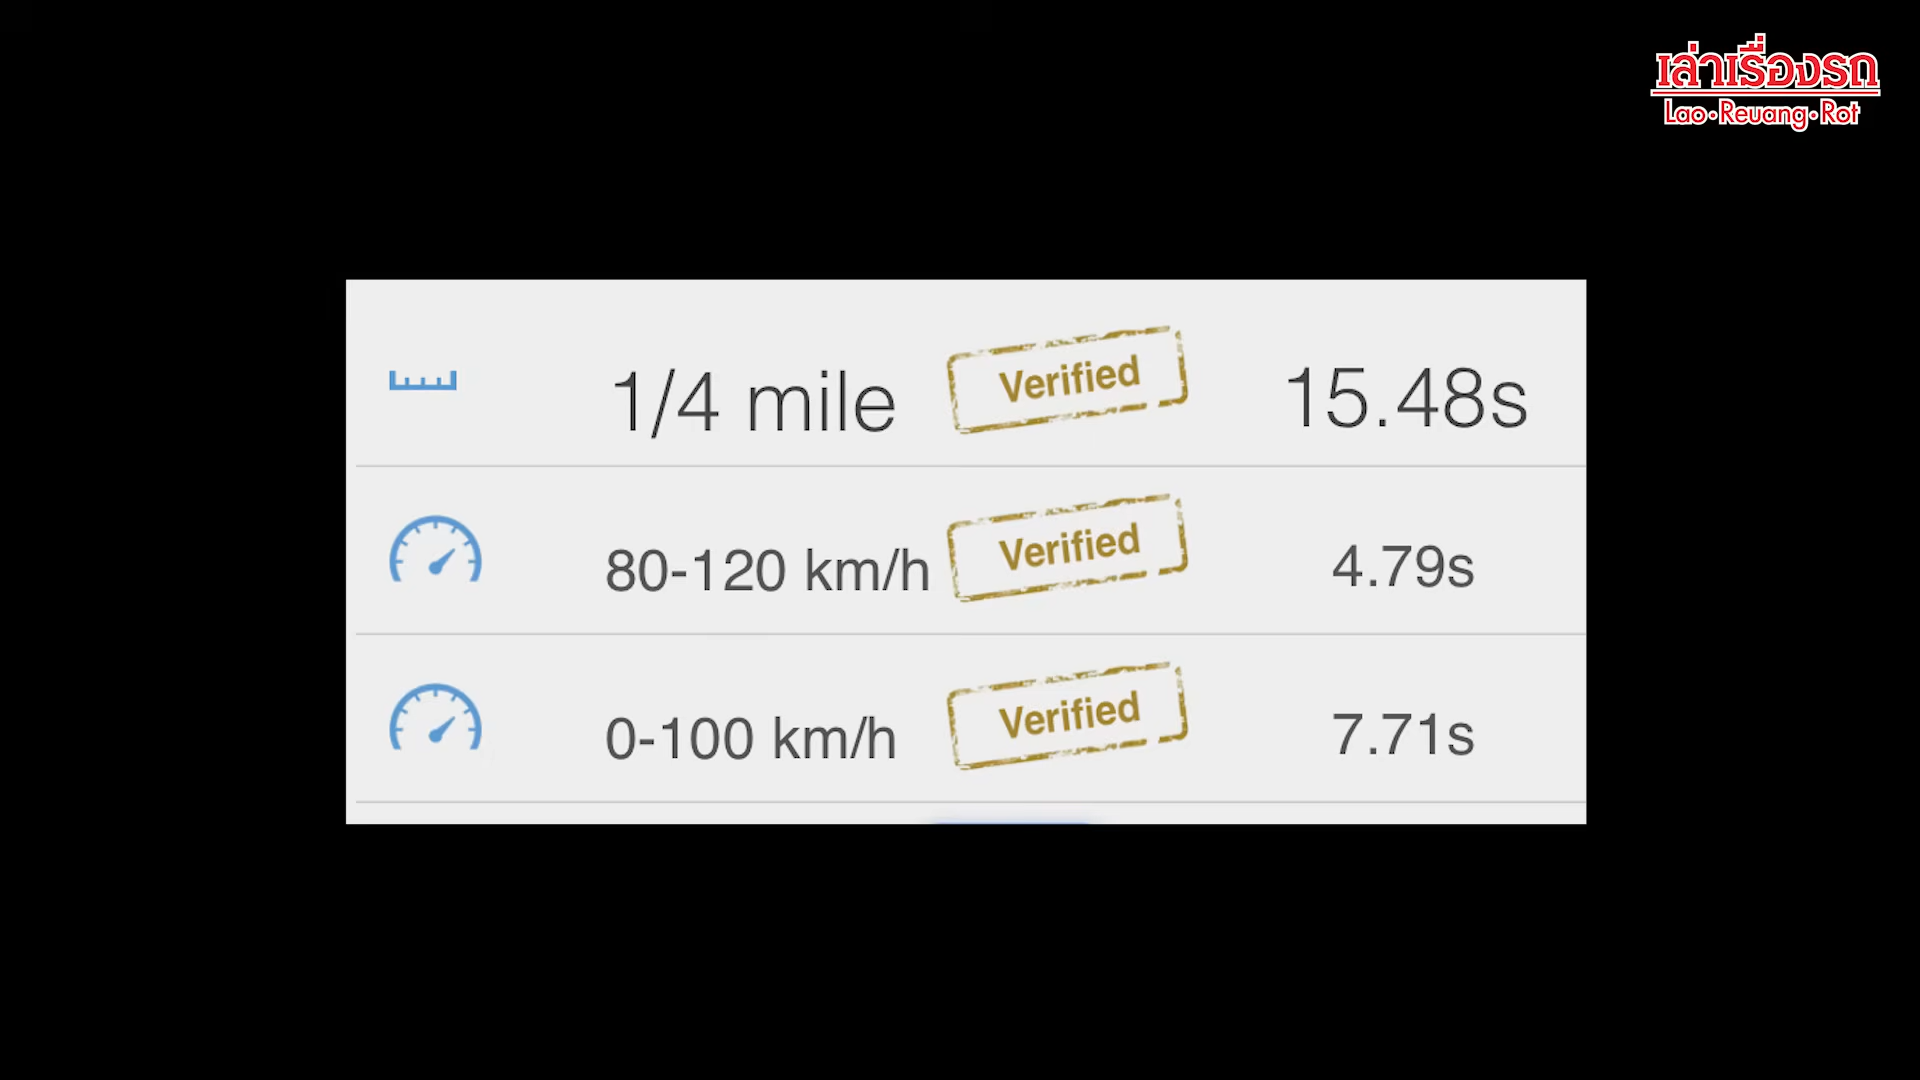 เล่าเรื่องรถ
Lao•Reuang•Rot
1/4 mile Verified 15.48s
80-120 km/h Verified 4.79s
0-100 km/h Verified 7.71s